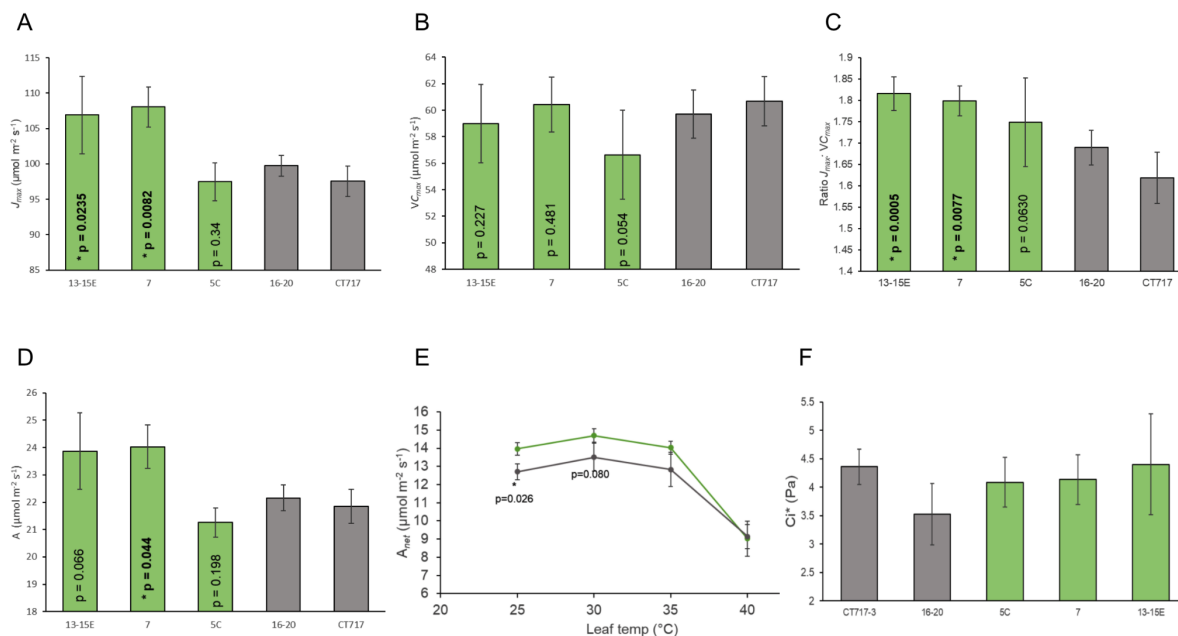 A
J_max (μmol m⁻² s⁻¹)
115
110
105
100
95
90
85
* p = 0.0235
* p = 0.0082
p = 0.34
13-15E 7 5C 16-20 CT717
B
VC_max (μmol m⁻² s⁻¹)
64
62
60
58
56
54
52
50
48
p = 0.227
p = 0.481
p = 0.054
13-15E 7 5C 16-20 CT717
C
Ratio J_max: VC_max
1.9
1.85
1.8
1.75
1.7
1.65
1.6
1.55
1.5
1.45
1.4
* p = 0.0005
* p = 0.0077
p = 0.0630
13-15E 7 5C 16-20 CT717
D
A (μmol m⁻² s⁻¹)
26
25
24
23
22
21
20
19
18
p = 0.066
* p = 0.044
p = 0.198
13-15E 7 5C 16-20 CT717
E
A_net (μmol m⁻² s⁻¹)
16
15
14
13
12
11
10
9
8
7
6
*
p=0.026
p=0.080
20 25 30 35 40
Leaf temp (°C)
F
Ci* (Pa)
5.5
5
4.5
4
3.5
3
2.5
2
CT717-3 16-20 5C 7 13-15E